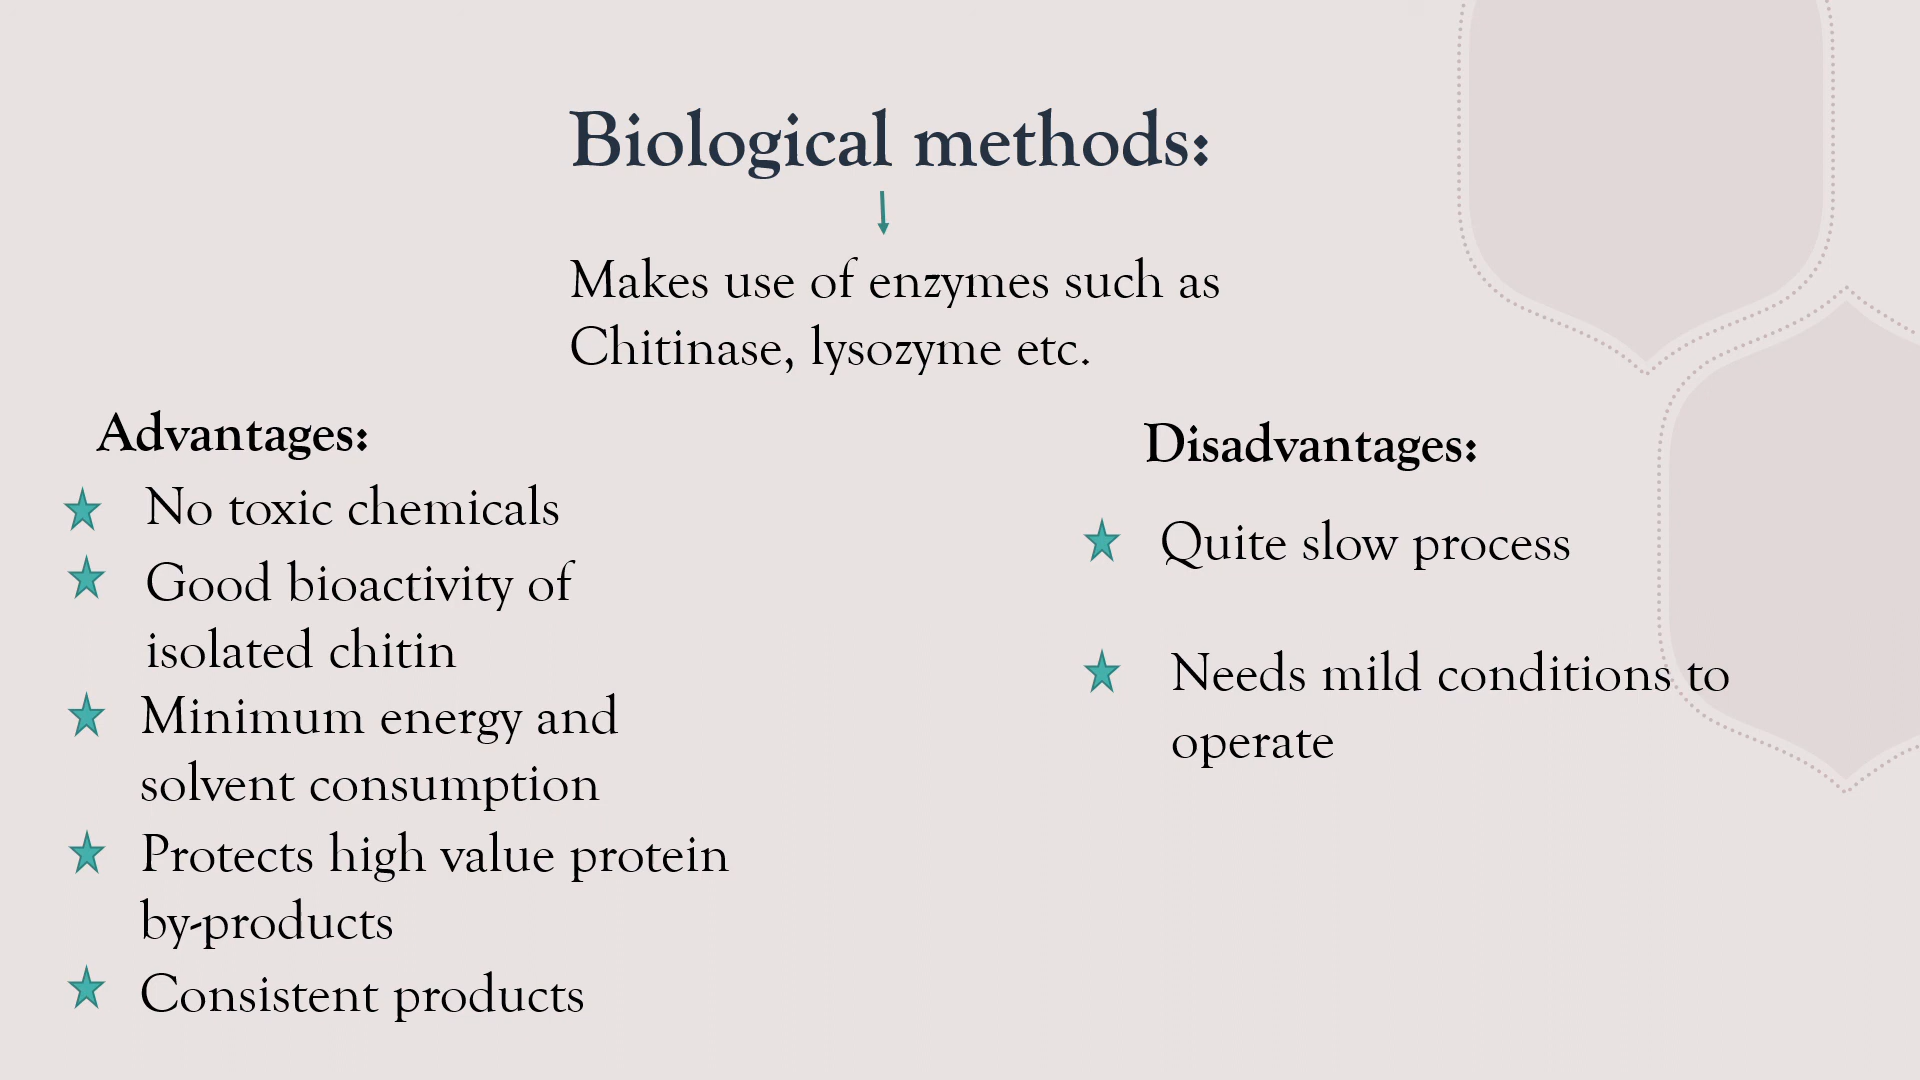 Biological methods:
Makes use of enzymes such as
Chitinase, lysozyme etc.
Advantages:
No toxic chemicals
Good bioactivity of
isolated chitin
Minimum energy and
solvent consumption
Protects high value protein
by-products
Consistent products
Disadvantages:
Quite slow process
Needs mild conditions to
operate